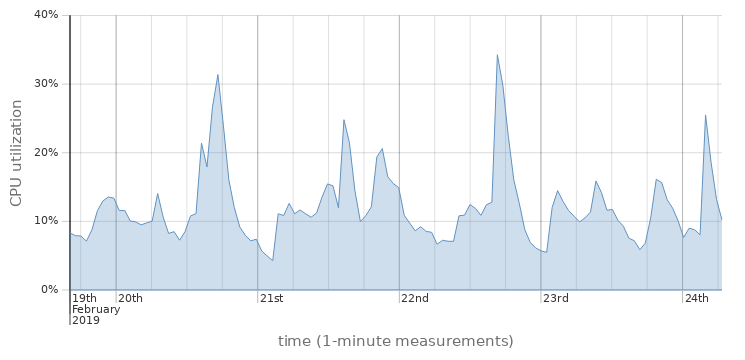 40%
30%
20%
10%
0%
CPU utilization
19th 20th 21st 22nd 23rd 24th
February
2019
time (1-minute measurements)